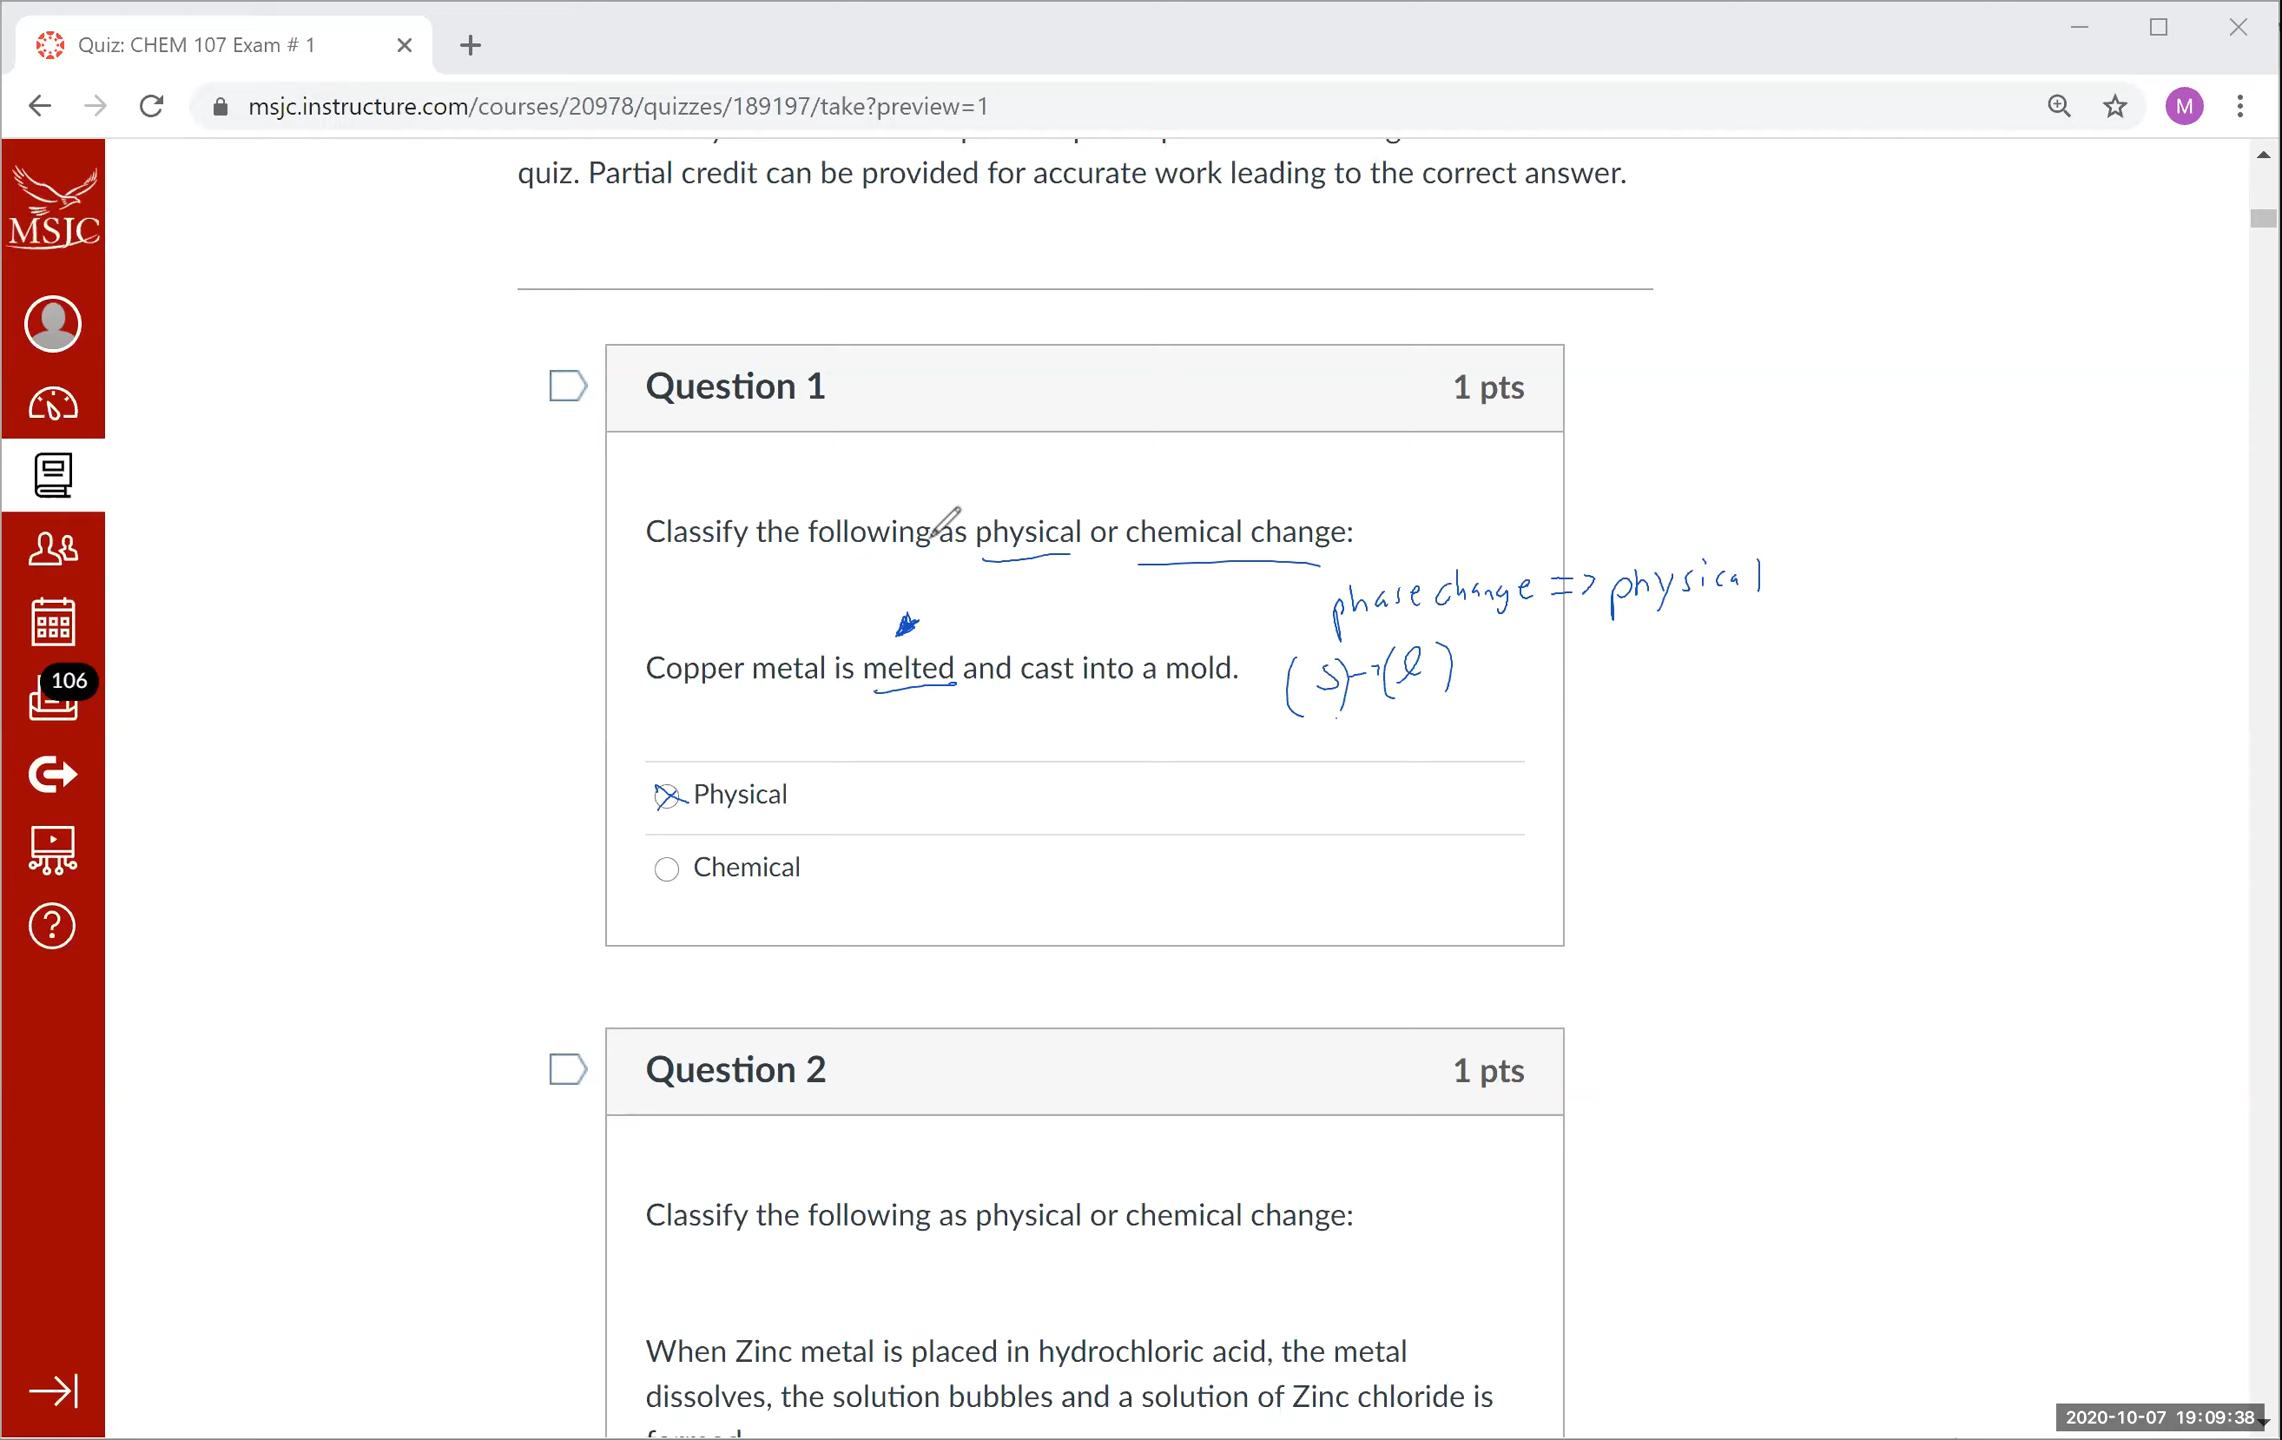 Quiz: CHEM 107 Exam # 1
msjc.instructure.com/courses/20978/quizzes/189197/take?preview=1
M
quiz. Partial credit can be provided for accurate work leading to the correct answer.
MSJC
Question 1
1 pts
Classify the following as physical or chemical change:
phase change => physical
Copper metal is melted and cast into a mold.
(s)→(l)
106
Physical
Chemical
Question 2
1 pts
Classify the following as physical or chemical change:
When Zinc metal is placed in hydrochloric acid, the metal
dissolves, the solution bubbles and a solution of Zinc chloride is
2020-10-07 19:09:38